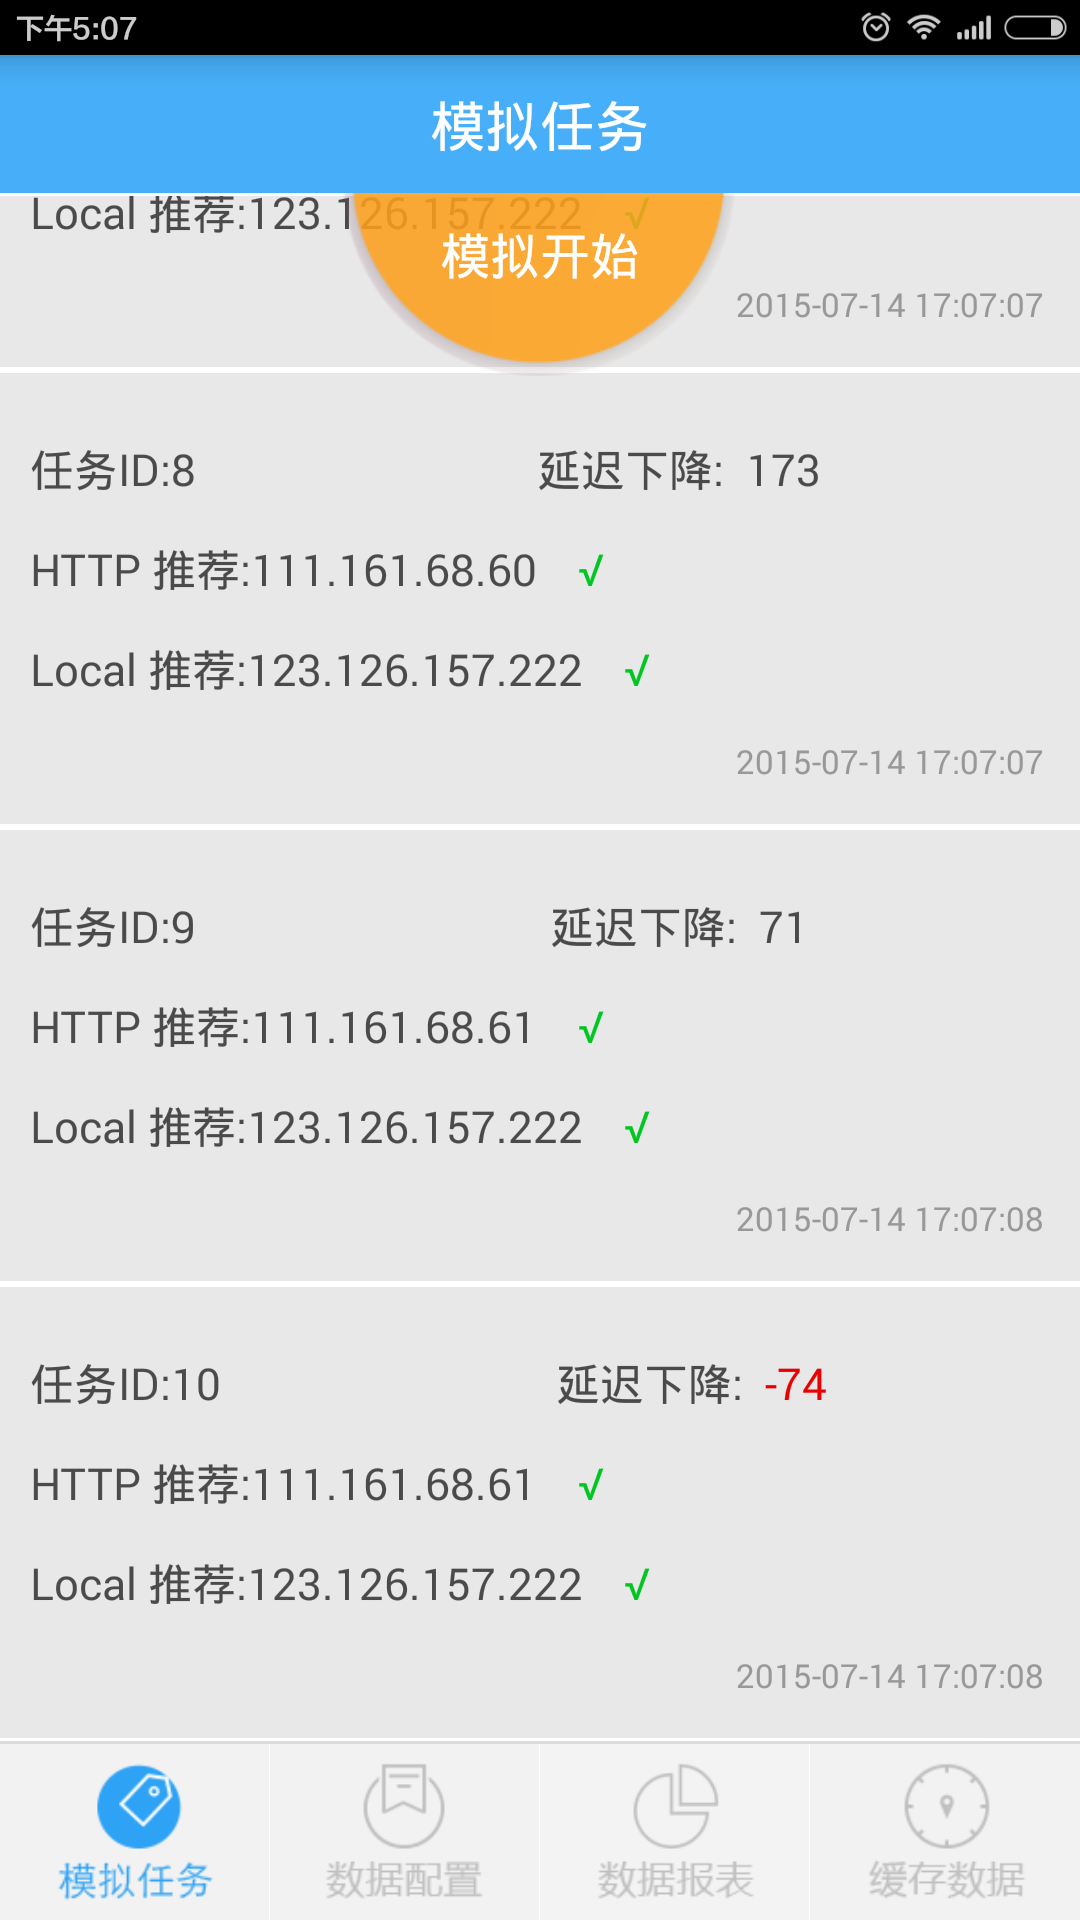 下午5:07
模拟任务
Local 推荐:123.126.157.222 √
模拟开始
2015-07-14 17:07:07
任务ID:8 延迟下降: 173
HTTP 推荐:111.161.68.60 √
Local 推荐:123.126.157.222 √
2015-07-14 17:07:07
任务ID:9 延迟下降: 71
HTTP 推荐:111.161.68.61 √
Local 推荐:123.126.157.222 √
2015-07-14 17:07:08
任务ID:10 延迟下降: -74
HTTP 推荐:111.161.68.61 √
Local 推荐:123.126.157.222 √
2015-07-14 17:07:08
模拟任务 数据配置 数据报表 缓存数据